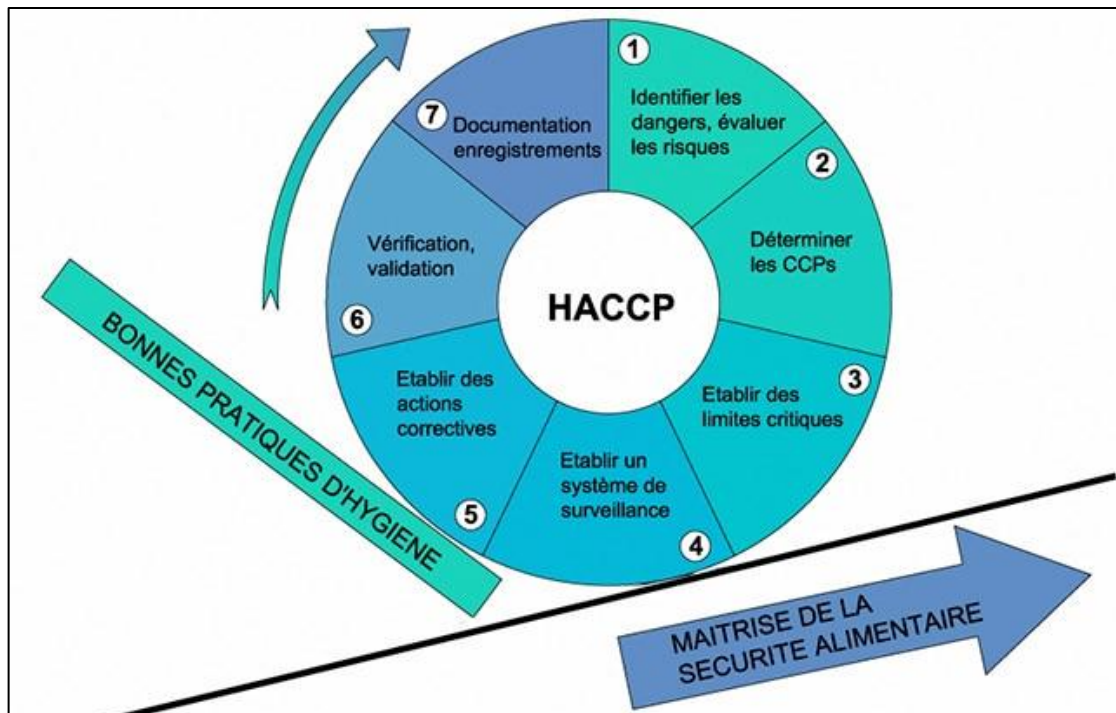 1
Identifier les
dangers, évaluer
les risques
2
Déterminer
les CCPs
3
Etablir des
limites critiques
4
Etablir un
système de
surveillance
5
Etablir des
actions
correctives
6
Vérification,
validation
7
Documentation
enregistrements
HACCP
BONNES PRATIQUES D'HYGIENE
MAITRISE DE LA
SECURITE ALIMENTAIRE